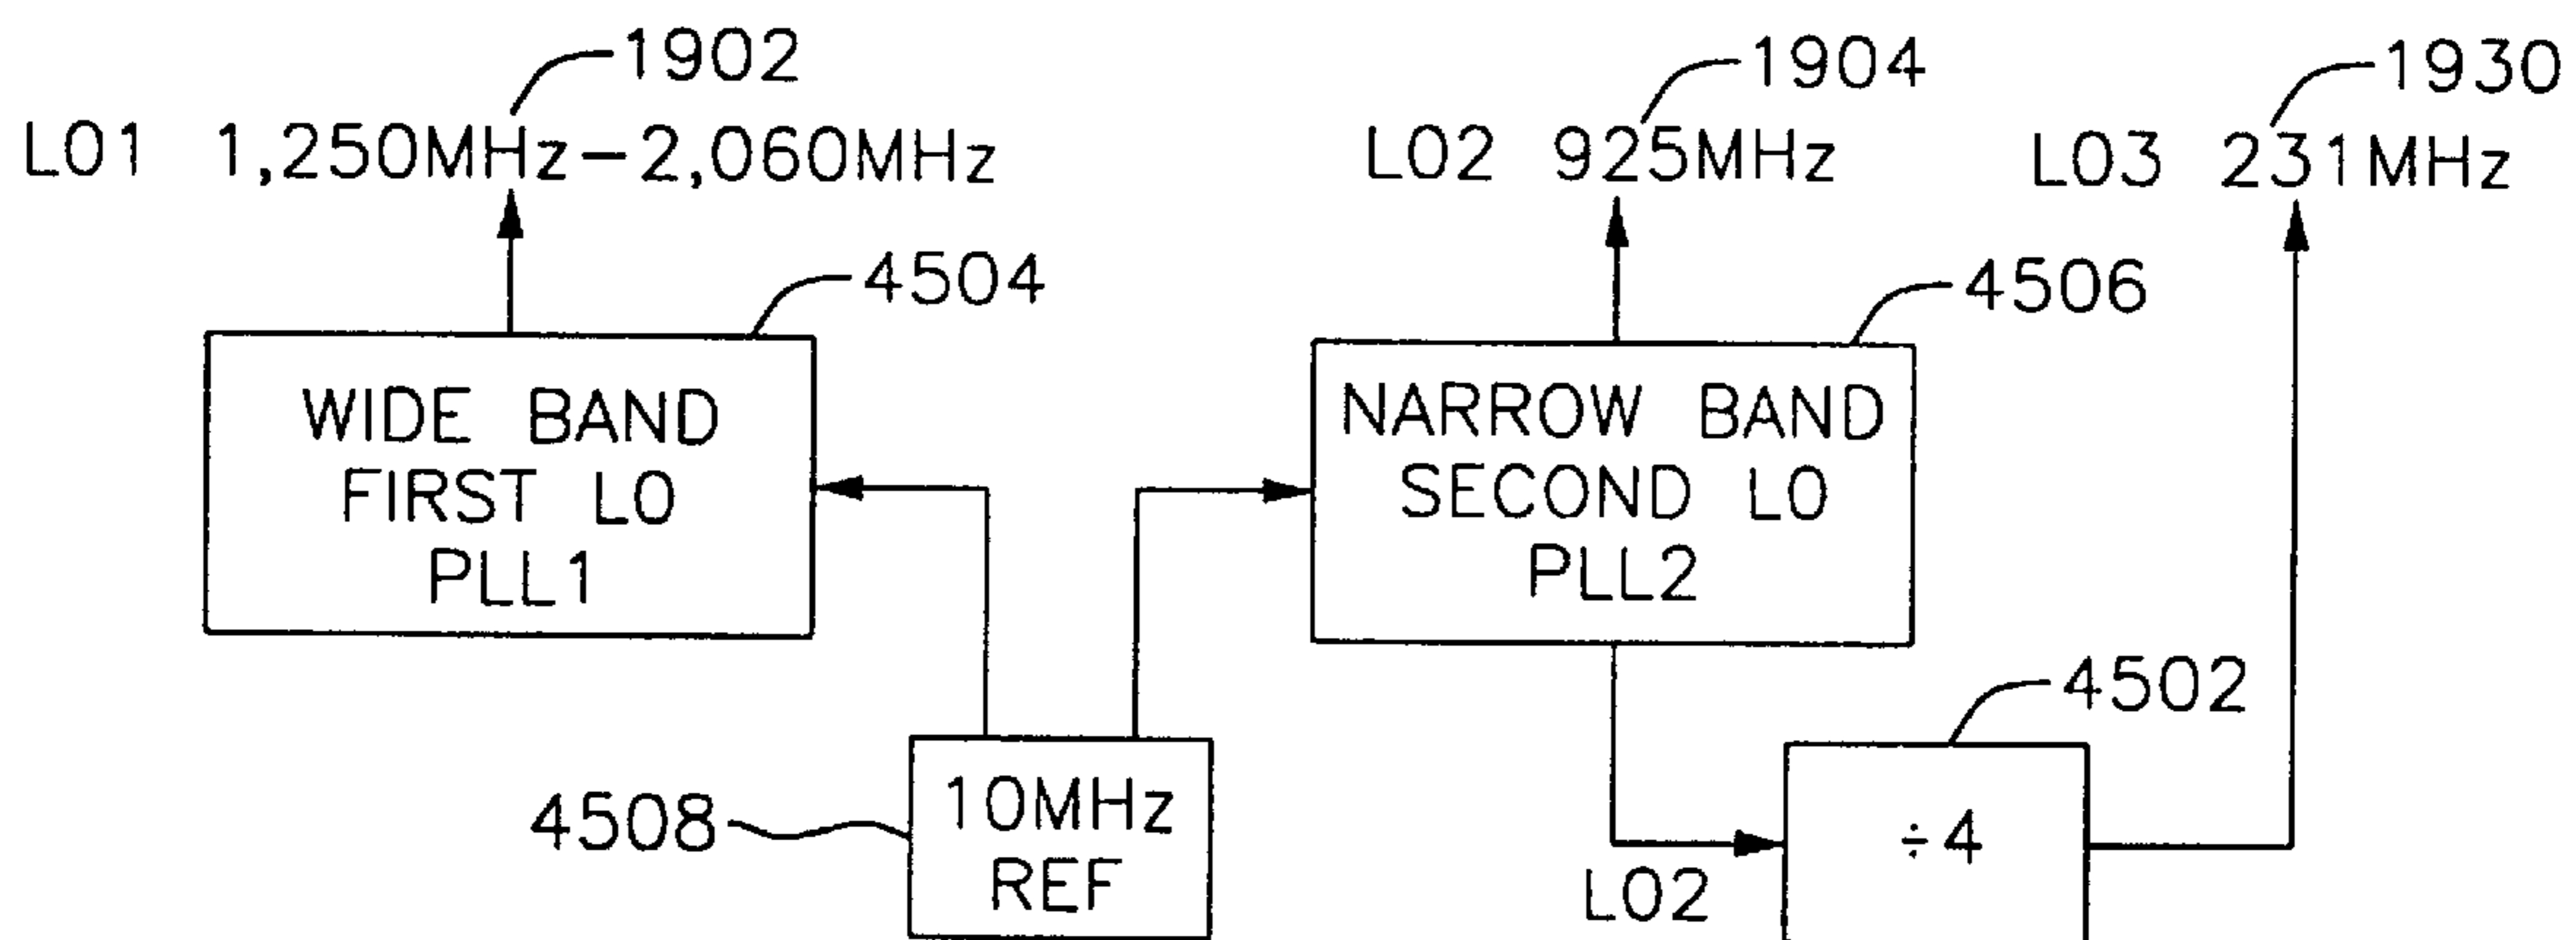 1902
1904
1930
LO1 1,250MHz-2,060MHz
LO2 925MHz
LO3 231MHz
4504
4506
WIDE BAND
FIRST LO
PLL1
NARROW BAND
SECOND LO
PLL2
4502
4508
10MHz
REF
÷4
LO2